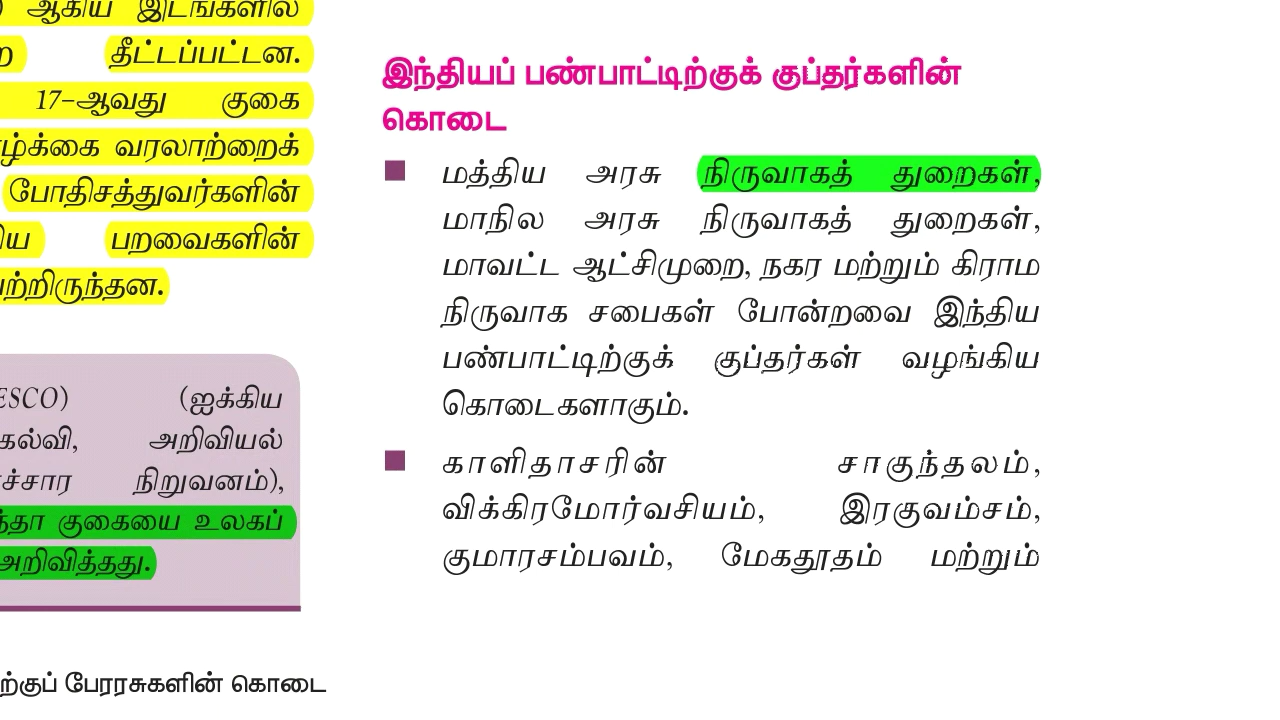 ஆகிய இடங்களில்
தீட்டப்பட்டன.
17–ஆவது குகை
வரலாற்றைக்
போதிசத்துவர்களின்
பறவைகளின்
ESCO) (ஐக்கிய
கல்வி, அறிவியல்
நிறுவனம்),
குகையை உலகப்
அறிவித்தது.
பேரரசுகளின் கொடை
இந்தியப் பண்பாட்டிற்குக் குப்தர்களின்
கொடை
மத்திய அரசு நிருவாகத் துறைகள்,
மாநில அரசு நிருவாகத் துறைகள்,
மாவட்ட ஆட்சிமுறை, நகர மற்றும் கிராம
நிருவாக சபைகள் போன்றவை இந்திய
பண்பாட்டிற்குக் குப்தர்கள் வழங்கிய
கொடைகளாகும்.
காளிதாசரின் சாகுந்தலம்,
விக்கிரமோர்வசியம், இரகுவம்சம்,
குமாரசம்பவம், மேகதூதம் மற்றும்